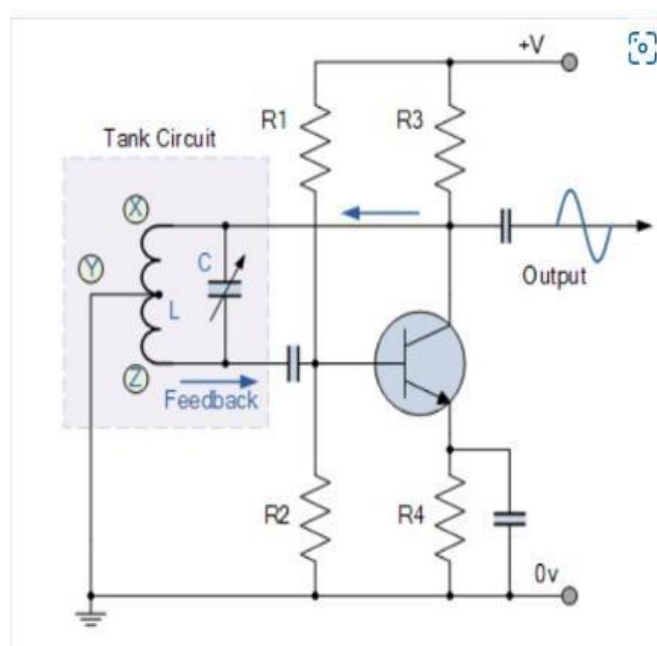 +V
R1
R3
Tank Circuit
X
Y
C
L
Output
Z
Feedback
R2
R4
0v